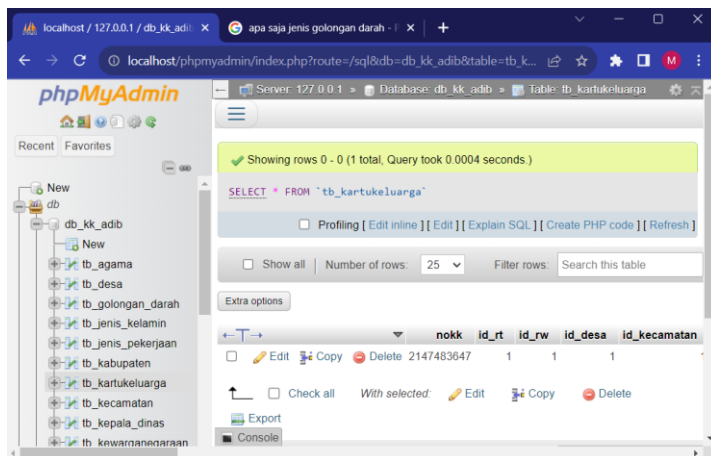 localhost / 127.0.0.1 / db_kk_adib
apa saja jenis golongan darah -
localhost/phpmyadmin/index.php?route=/sql&db=db_kk_adib&table=tb_k...
M
phpMyAdmin
Recent Favorites
New
db
db_kk_adib
New
tb_agama
tb_desa
tb_golongan_darah
tb_jenis_kelamin
tb_jenis_pekerjaan
tb_kabupaten
tb_kartukeluarga
tb_kecamatan
tb_kepala_dinas
tb_kewarganegaraan
Server: 127.0.0.1 » Database: db_kk_adib » Table: tb_kartukeluarga
Showing rows 0 - 0 (1 total, Query took 0.0004 seconds.)
SELECT * FROM `tb_kartukeluarga`
Profiling [ Edit inline ] [ Edit ] [ Explain SQL ] [ Create PHP code ] [ Refresh ]
Show all | Number of rows: 25 Filter rows: Search this table
Extra options
nokk id_rt id_rw id_desa id_kecamatan
Edit Copy Delete 2147483647 1 1 1
Check all With selected: Edit Copy Delete
Export
Console